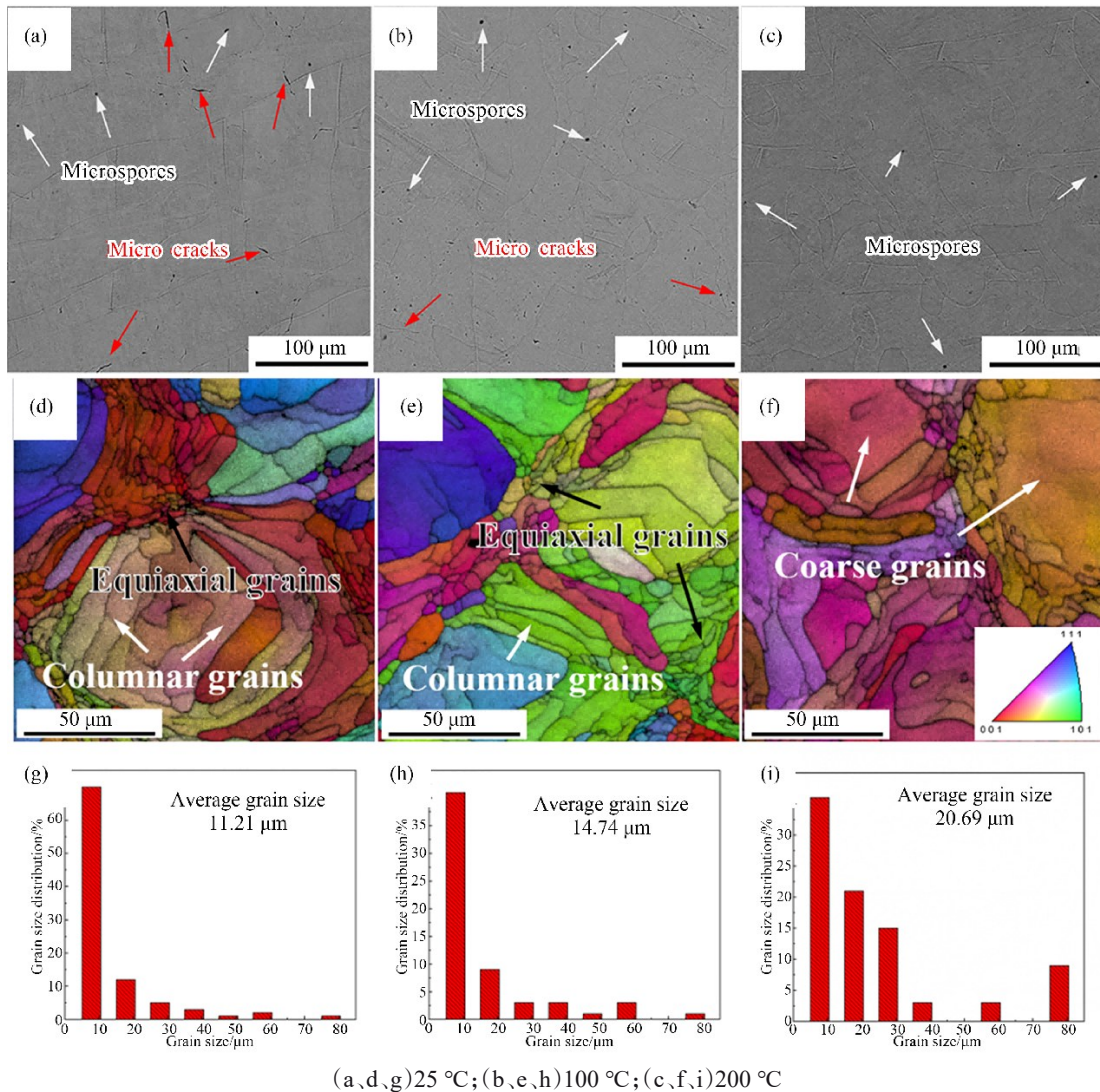 (a)
Microspores
Micro cracks
100 μm
(b)
Microspores
Micro cracks
100 μm
(c)
Microspores
100 μm
(d)
Equiaxial grains
Columnar grains
50 μm
(e)
Equiaxial grains
Columnar grains
50 μm
(f)
Coarse grains
111
001
101
50 μm
(g)
Average grain size
11.21 μm
Grain size distribution/%
60
50
40
30
20
10
0
0 10 20 30 40 50 60 70 80
Grain size/μm
(h)
Average grain size
14.74 μm
Grain size distribution/%
35
30
25
20
15
10
5
0
0 10 20 30 40 50 60 70 80
Grain size/μm
(i)
Average grain size
20.69 μm
Grain size distribution/%
35
30
25
20
15
10
5
0
0 10 20 30 40 50 60 70 80
Grain size/μm
(a、d、g)25 ℃;(b、e、h)100 ℃;(c、f、i)200 ℃